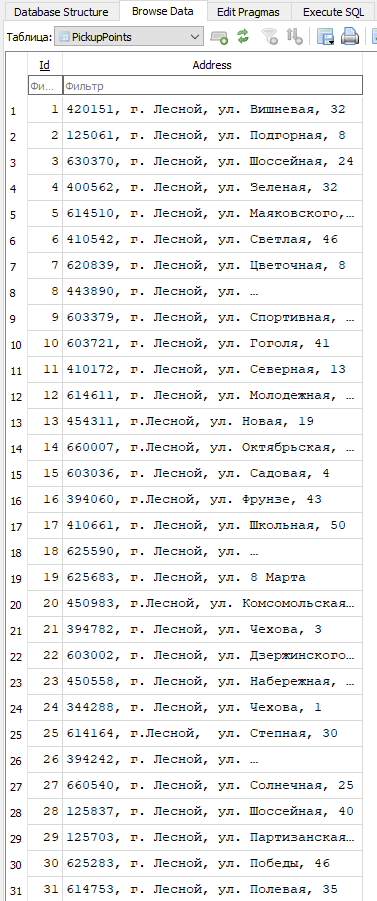 Database Structure Browse Data Edit Pragmas Execute SQL
Таблица: PickupPoints
Id Address
Фи... Фильтр
1 1 420151, г. Лесной, ул. Вишневая, 32
2 2 125061, г. Лесной, ул. Подгорная, 8
3 3 630370, г. Лесной, ул. Шоссейная, 24
4 4 400562, г. Лесной, ул. Зеленая, 32
5 5 614510, г. Лесной, ул. Маяковского,…
6 6 410542, г. Лесной, ул. Светлая, 46
7 7 620839, г. Лесной, ул. Цветочная, 8
8 8 443890, г. Лесной, ул. …
9 9 603379, г. Лесной, ул. Спортивная, …
10 10 603721, г. Лесной, ул. Гоголя, 41
11 11 410172, г. Лесной, ул. Северная, 13
12 12 614611, г. Лесной, ул. Молодежная, …
13 13 454311, г.Лесной, ул. Новая, 19
14 14 660007, г.Лесной, ул. Октябрьская, …
15 15 603036, г. Лесной, ул. Садовая, 4
16 16 394060, г.Лесной, ул. Фрунзе, 43
17 17 410661, г. Лесной, ул. Школьная, 50
18 18 625590, г. Лесной, ул. …
19 19 625683, г. Лесной, ул. 8 Марта
20 20 450983, г.Лесной, ул. Комсомольская…
21 21 394782, г. Лесной, ул. Чехова, 3
22 22 603002, г. Лесной, ул. Дзержинского…
23 23 450558, г. Лесной, ул. Набережная, …
24 24 344288, г. Лесной, ул. Чехова, 1
25 25 614164, г.Лесной,  ул. Степная, 30
26 26 394242, г. Лесной, ул. …
27 27 660540, г. Лесной, ул. Солнечная, 25
28 28 125837, г. Лесной, ул. Шоссейная, 40
29 29 125703, г. Лесной, ул. Партизанская…
30 30 625283, г. Лесной, ул. Победы, 46
31 31 614753, г. Лесной, ул. Полевая, 35